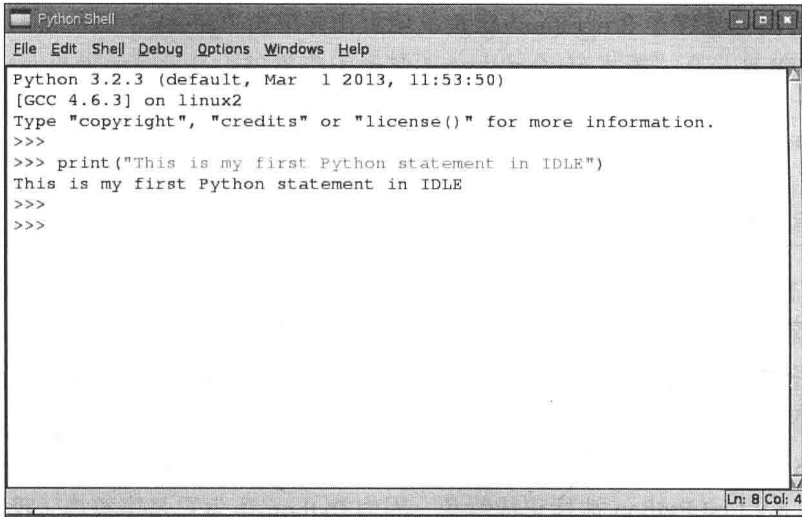 Python Shell
File Edit Shell Debug Options Windows Help
Python 3.2.3 (default, Mar  1 2013, 11:53:50)
[GCC 4.6.3] on linux2
Type "copyright", "credits" or "license()" for more information.
>>>
>>> print("This is my first Python statement in IDLE")
This is my first Python statement in IDLE
>>>
>>>
Ln: 8 Col: 4